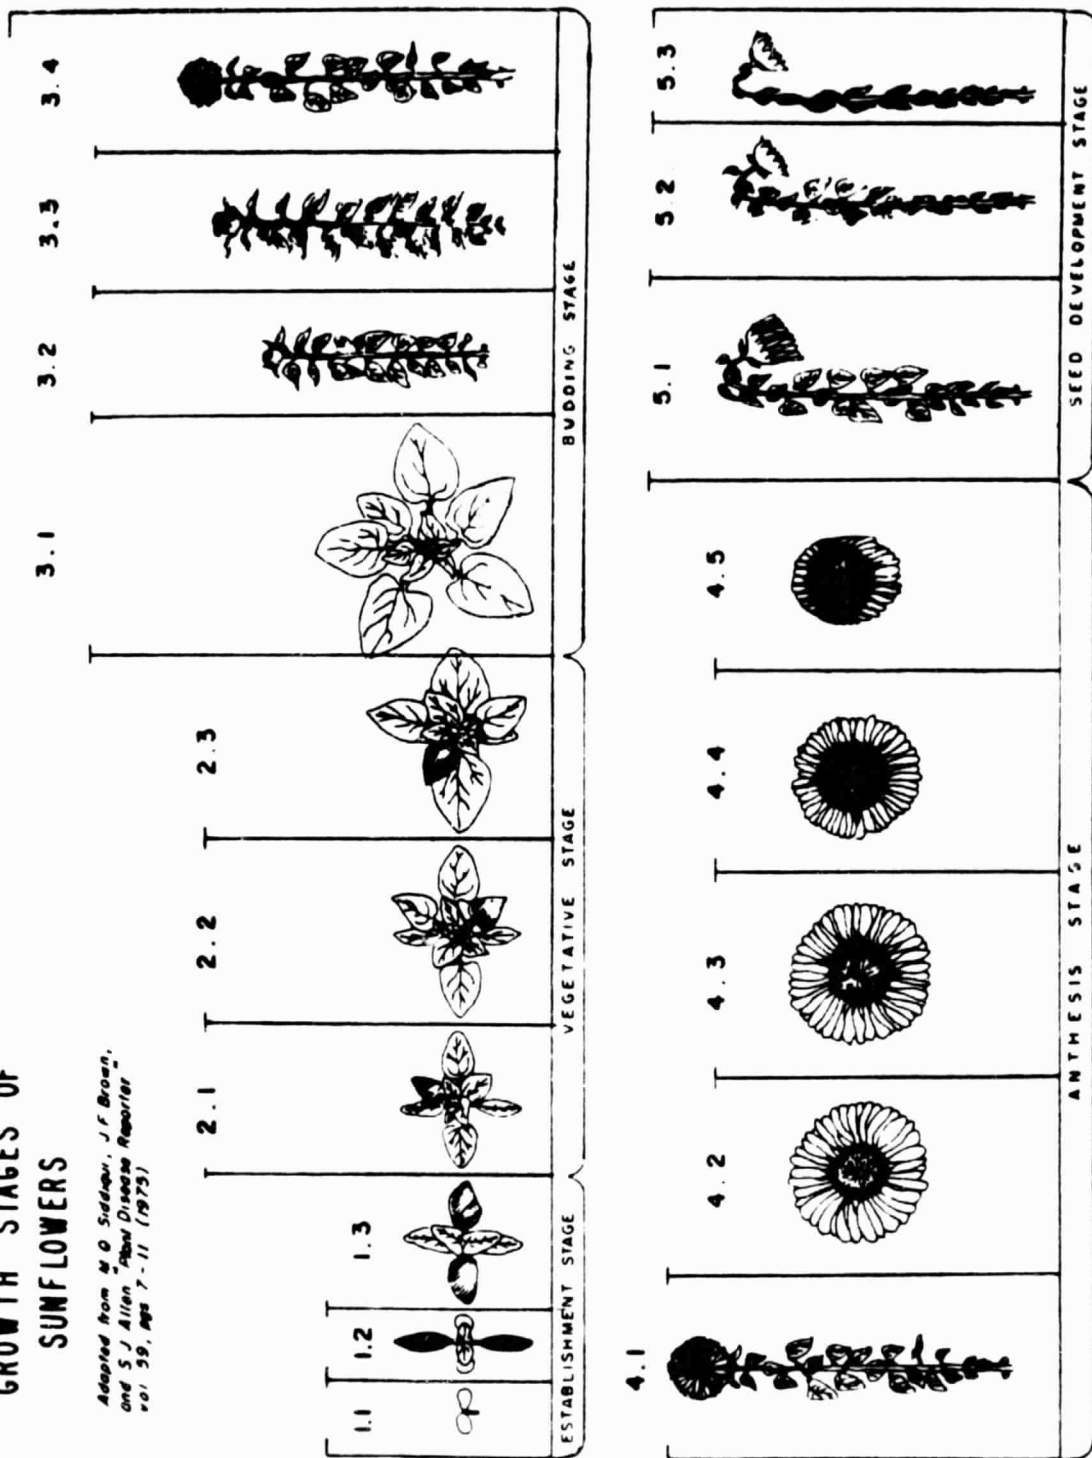 GROWTH STAGES OF
SUNFLOWERS
Adapted from M O Siddiqui, J. F Brown,
and S J Allen "Plant Disease Reporter"
vol 59, pgs 7-11 (1975)
1.1
1.2
1.3
2.1
2.2
2.3
3.1
3.2
3.3
3.4
ESTABLISHMENT STAGE
VEGETATIVE STAGE
BUDDING STAGE
4.1
4.2
4.3
4.4
4.5
5.1
5.2
5.3
ANTHESIS STAGE
SEED DEVELOPMENT STAGE